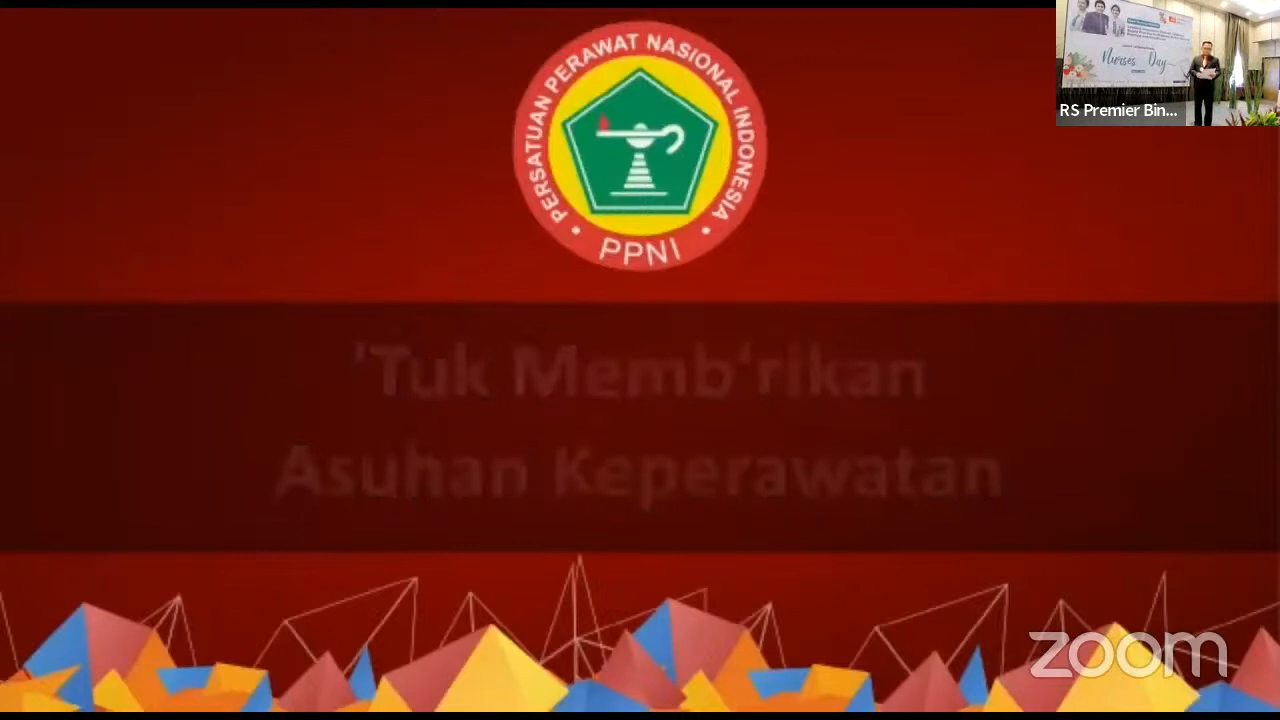 PERSATUAN PERAWAT NASIONAL INDONESIA
PPNI
'Tuk Memb'rikan
Asuhan Keperawatan
RS Premier Bin...
Nurses Day
zoom